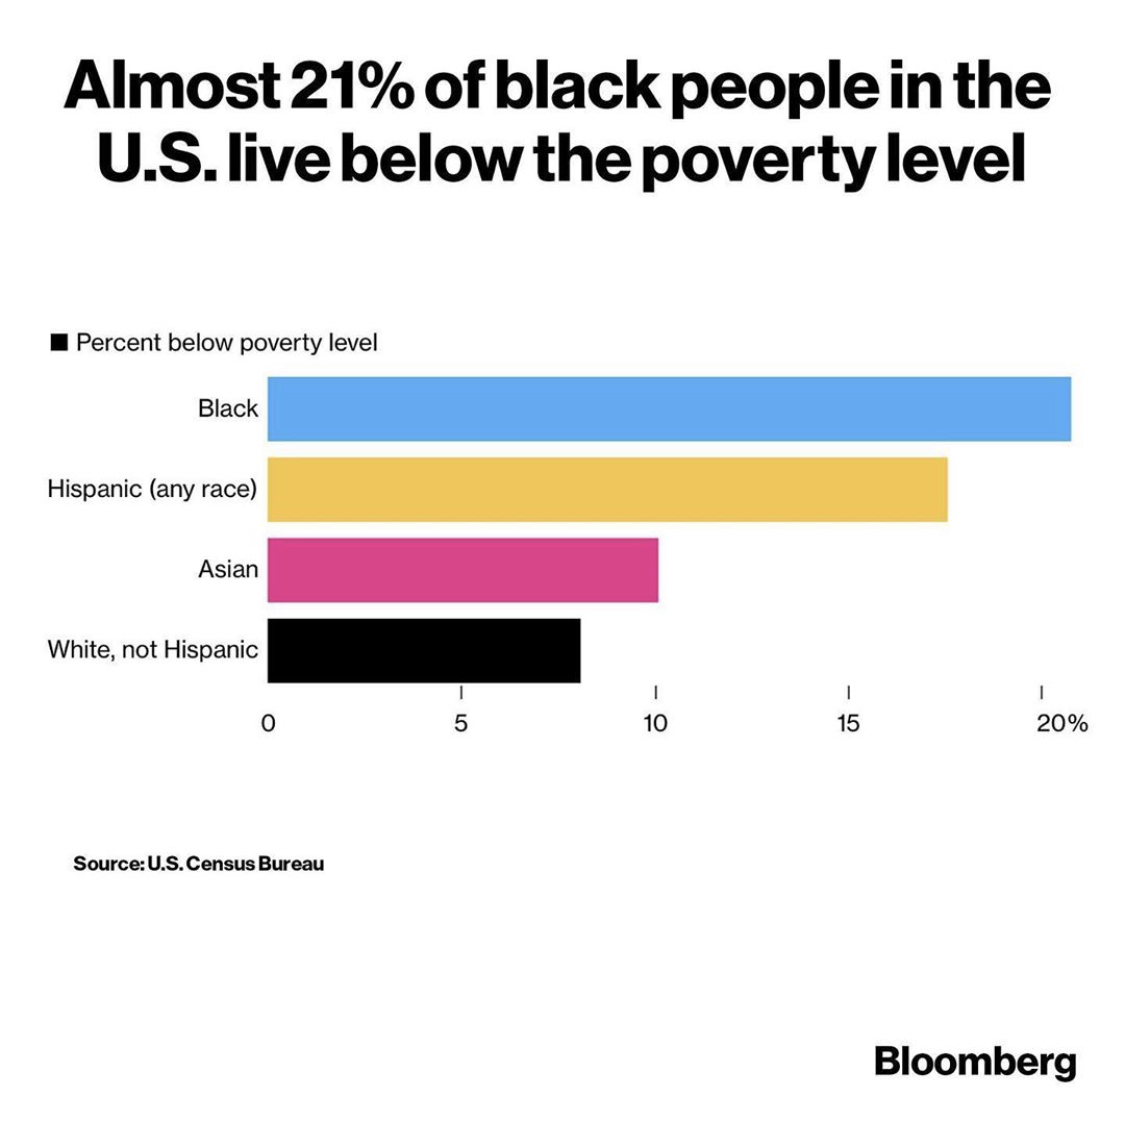 Almost 21% of black people in the
U.S. live below the poverty level
Percent below poverty level
Black
Hispanic (any race)
Asian
White, not Hispanic
0 5 10 15 20%
Source: U.S. Census Bureau
Bloomberg